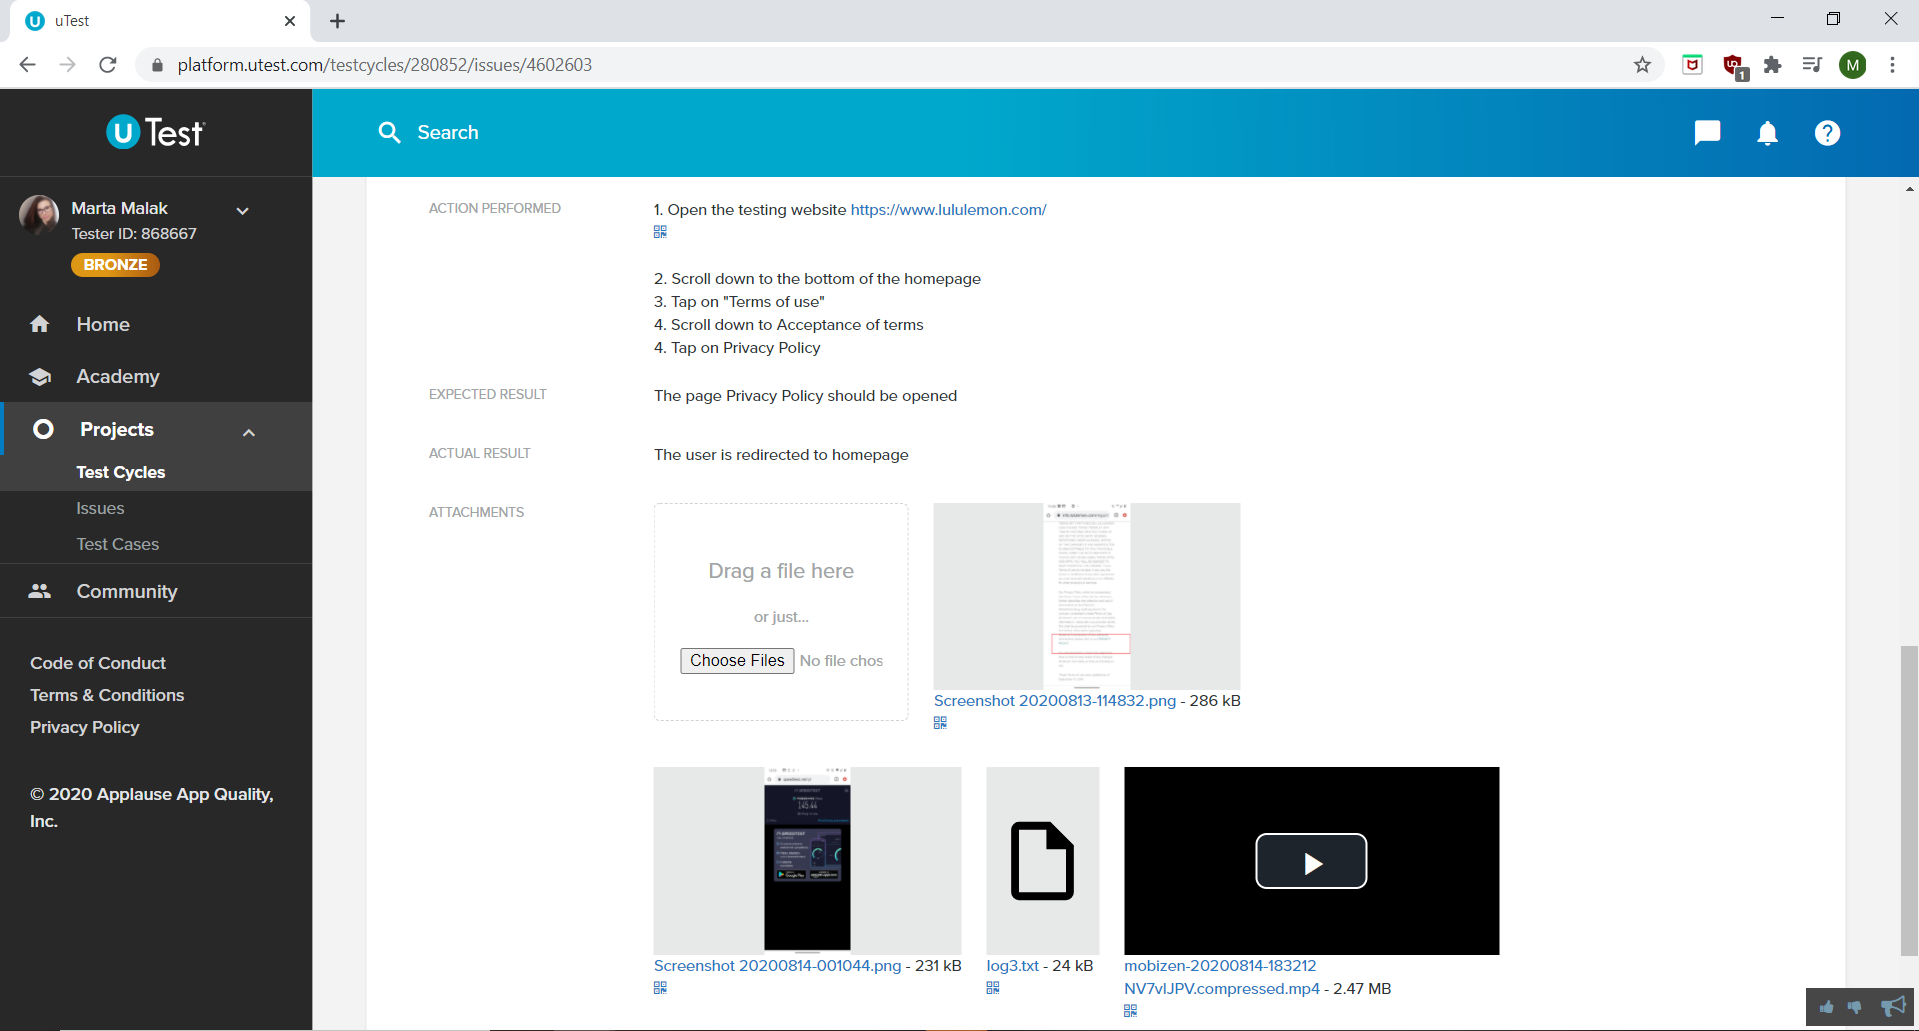 uTest
platform.utest.com/testcycles/280852/issues/4602603
1
M
U Test
Search
?
Marta Malak
Tester ID: 868667
BRONZE
Home
Academy
Projects
Test Cycles
Issues
Test Cases
Community
Code of Conduct
Terms & Conditions
Privacy Policy
© 2020 Applause App Quality,
Inc.
ACTION PERFORMED
1. Open the testing website https://www.lululemon.com/
2. Scroll down to the bottom of the homepage
3. Tap on "Terms of use"
4. Scroll down to Acceptance of terms
4. Tap on Privacy Policy
EXPECTED RESULT
The page Privacy Policy should be opened
ACTUAL RESULT
The user is redirected to homepage
ATTACHMENTS
Drag a file here
or just...
Choose Files No file chos
Screenshot 20200813-114832.png - 286 kB
145.44
Google Play
Screenshot 20200814-001044.png - 231 kB
log3.txt - 24 kB
mobizen-20200814-183212
NV7vIJPV.compressed.mp4 - 2.47 MB